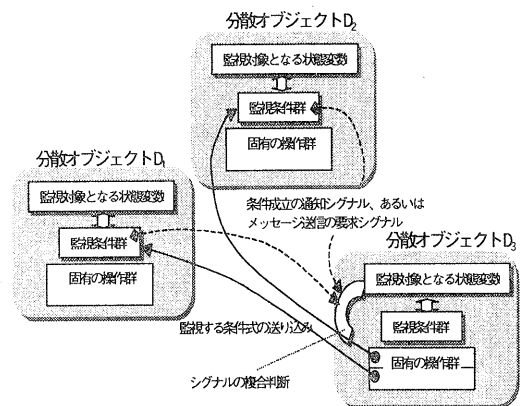 分散オブジェクトD2
監視対象となる状態変数
監視条件群
固有の操作群
分散オブジェクトD1
監視対象となる状態変数
監視条件群
固有の操作群
条件成立の通知シグナル、あるいは
メッセージ送信の要求シグナル
分散オブジェクトD3
監視対象となる状態変数
監視条件群
固有の操作群
監視する条件式の送り込み
シグナルの複合判断